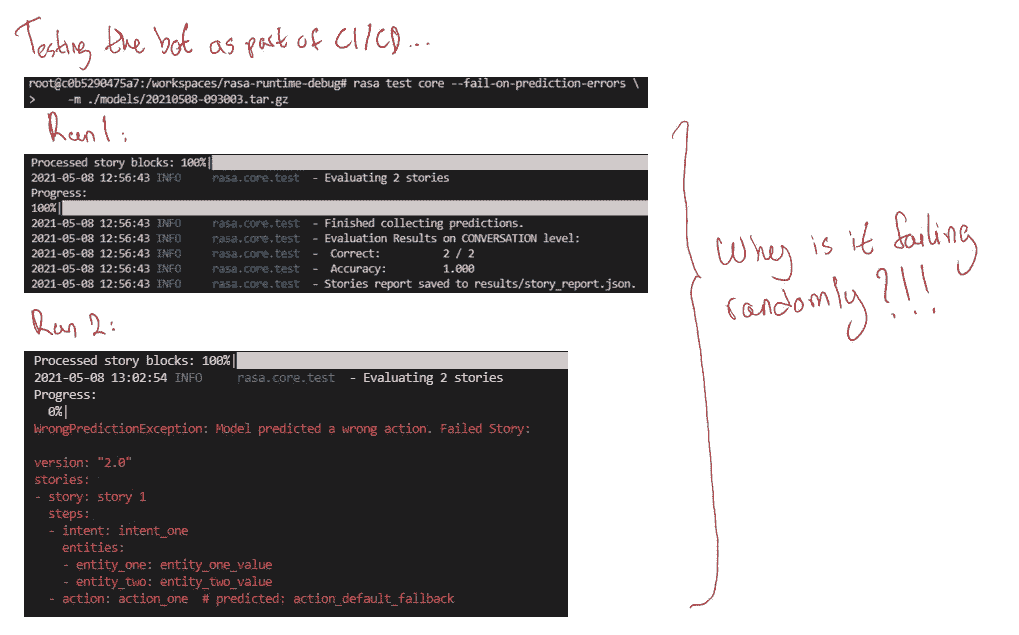 Testing the bot as part of CI/CD...
root@c0b5290475a7:/workspaces/rasa-runtime-debug# rasa test core --fail-on-prediction-errors \
> -m ./models/20210508-093003.tar.gz
Run 1:
Processed story blocks: 100%|
2021-05-08 12:56:43 INFO rasa.core.test - Evaluating 2 stories
Progress:
100%|
2021-05-08 12:56:43 INFO rasa.core.test - Finished collecting predictions.
2021-05-08 12:56:43 INFO rasa.core.test - Evaluation Results on CONVERSATION level:
2021-05-08 12:56:43 INFO rasa.core.test - Correct: 2 / 2
2021-05-08 12:56:43 INFO rasa.core.test - Accuracy: 1.000
2021-05-08 12:56:43 INFO rasa.core.test - Stories report saved to results/story_report.json.
Run 2:
Processed story blocks: 100%|
2021-05-08 13:02:54 INFO rasa.core.test - Evaluating 2 stories
Progress:
0%|
WrongPredictionException: Model predicted a wrong action. Failed Story:
version: "2.0"
stories:
- story: story 1
steps:
- intent: intent_one
entities:
- entity_one: entity_one_value
- entity_two: entity_two_value
- action: action_one # predicted: action_default_fallback
Why is it failing
randomly?!!!